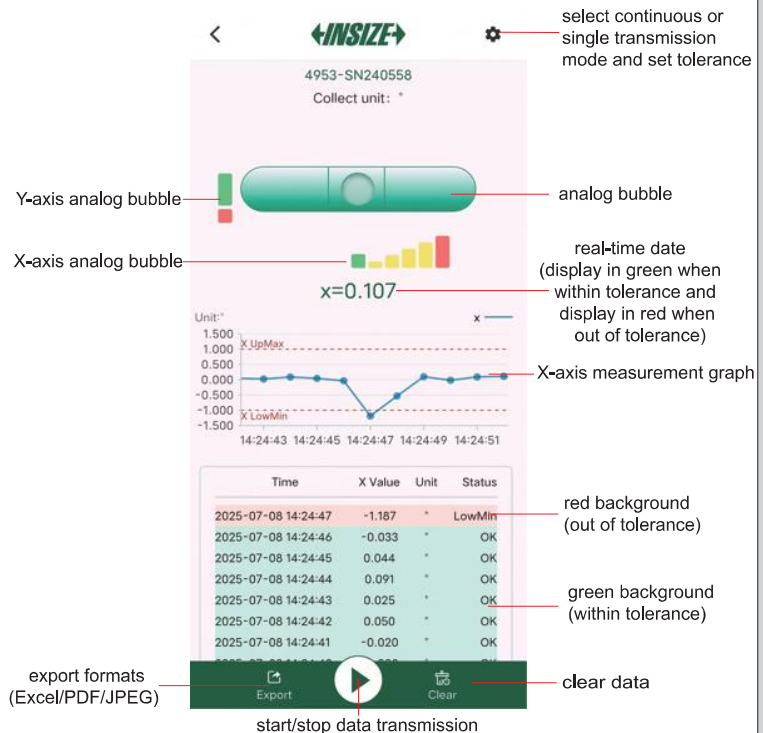 select continuous or
single transmission
mode and set tolerance
INSIZE
4953-SN240558
Collect unit: °
Y-axis analog bubble
analog bubble
X-axis analog bubble
real-time date
(display in green when
within tolerance and
display in red when
out of tolerance)
x=0.107
Unit:°
x
1.500
1.000
0.500
0.000
-0.500
-1.000
-1.500
X UpMax
X LowMin
X-axis measurement graph
14:24:43 14:24:45 14:24:47 14:24:49 14:24:51
Time X Value Unit Status
2025-07-08 14:24:47 -1.187 ° LowMin
2025-07-08 14:24:46 -0.033 ° OK
2025-07-08 14:24:45 0.044 ° OK
2025-07-08 14:24:44 0.091 ° OK
2025-07-08 14:24:43 0.025 ° OK
2025-07-08 14:24:42 0.050 ° OK
2025-07-08 14:24:41 -0.020 ° OK
red background
(out of tolerance)
green background
(within tolerance)
export formats
(Excel/PDF/JPEG)
Export
Clear
clear data
start/stop data transmission